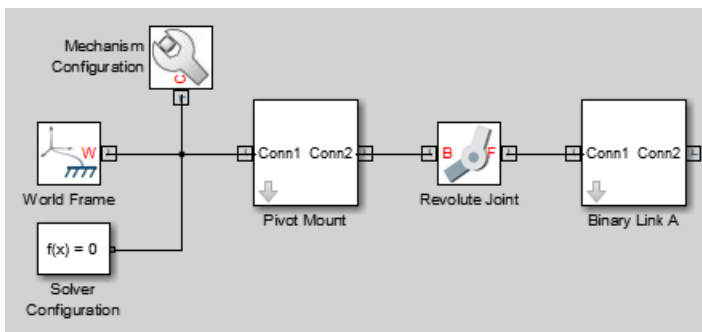 Mechanism
Configuration
C
W
World Frame
Conn1 Conn2
Pivot Mount
B F
Revolute Joint
Conn1 Conn2
Binary Link A
f(x) = 0
Solver
Configuration